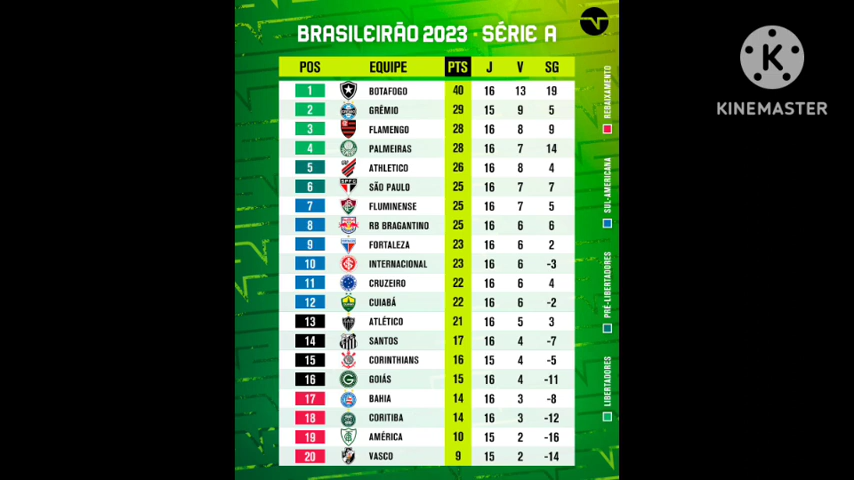 BRASILEIRÃO 2023 · SÉRIE A
POS EQUIPE PTS J V SG
1 BOTAFOGO 40 16 13 19
2 GRÊMIO 29 15 9 5
3 FLAMENGO 28 16 8 9
4 PALMEIRAS 28 16 7 14
5 ATHLETICO 26 16 8 4
6 SÃO PAULO 25 16 7 7
7 FLUMINENSE 25 16 7 5
8 RB BRAGANTINO 25 16 6 6
9 FORTALEZA 23 16 6 2
10 INTERNACIONAL 23 16 6 -3
11 CRUZEIRO 22 16 6 4
12 CUIABÁ 22 16 6 -2
13 ATLÉTICO 21 16 5 3
14 SANTOS 17 16 4 -7
15 CORINTHIANS 16 15 4 -5
16 GOIÁS 15 16 4 -11
17 BAHIA 14 16 3 -8
18 CORITIBA 14 16 3 -12
19 AMÉRICA 10 15 2 -16
20 VASCO 9 15 2 -14
REBAIXAMENTO
SUL-AMERICANA
PRÉ-LIBERTADORES
LIBERTADORES
K
KINEMASTER